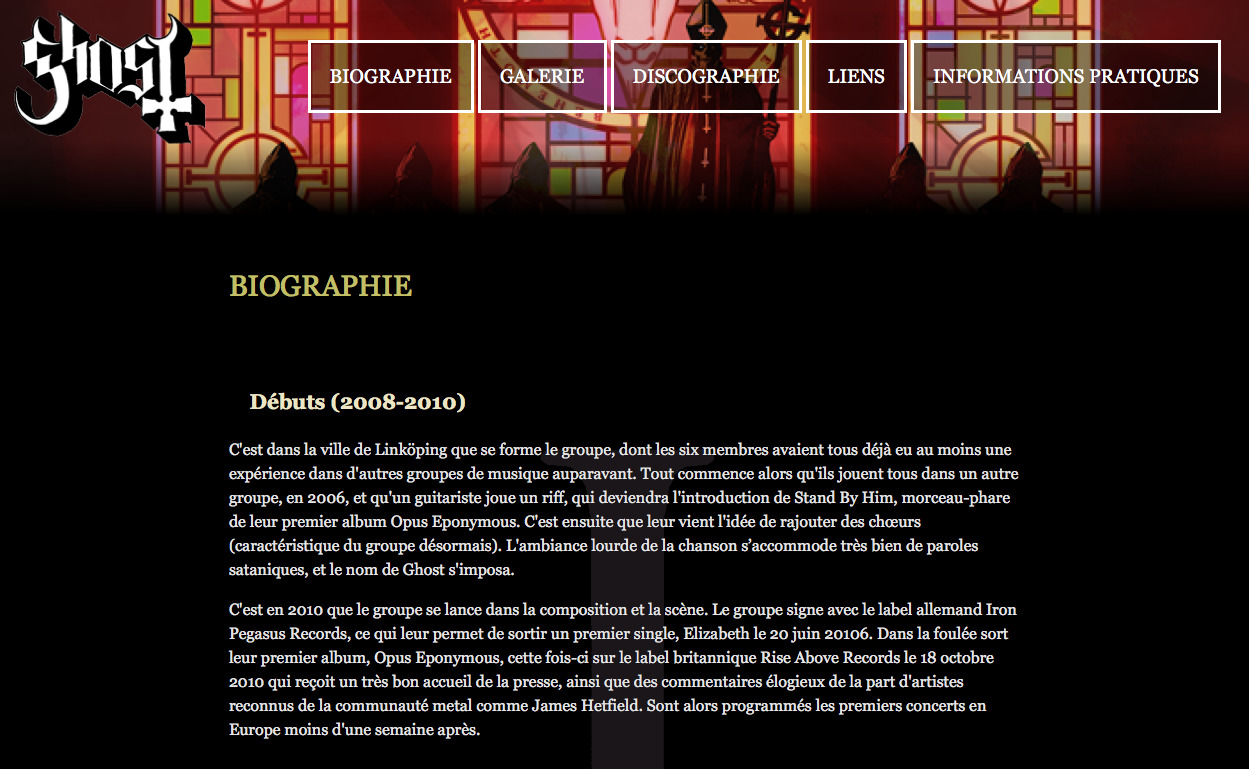 Ghost
BIOGRAPHIE
GALERIE
DISCOGRAPHIE
LIENS
INFORMATIONS PRATIQUES
BIOGRAPHIE
Débuts (2008-2010)
C'est dans la ville de Linköping que se forme le groupe, dont les six membres avaient tous déjà eu au moins une
expérience dans d'autres groupes de musique auparavant. Tout commence alors qu'ils jouent tous dans un autre
groupe, en 2006, et qu'un guitariste joue un riff, qui deviendra l'introduction de Stand By Him, morceau-phare
de leur premier album Opus Eponymous. C'est ensuite que leur vient l'idée de rajouter des chœurs
(caractéristique du groupe désormais). L'ambiance lourde de la chanson s’accommode très bien de paroles
sataniques, et le nom de Ghost s'imposa.
C'est en 2010 que le groupe se lance dans la composition et la scène. Le groupe signe avec le label allemand Iron
Pegasus Records, ce qui leur permet de sortir un premier single, Elizabeth le 20 juin 20106. Dans la foulée sort
leur premier album, Opus Eponymous, cette fois-ci sur le label britannique Rise Above Records le 18 octobre
2010 qui reçoit un très bon accueil de la presse, ainsi que des commentaires élogieux de la part d'artistes
reconnus de la communauté metal comme James Hetfield. Sont alors programmés les premiers concerts en
Europe moins d'une semaine après.